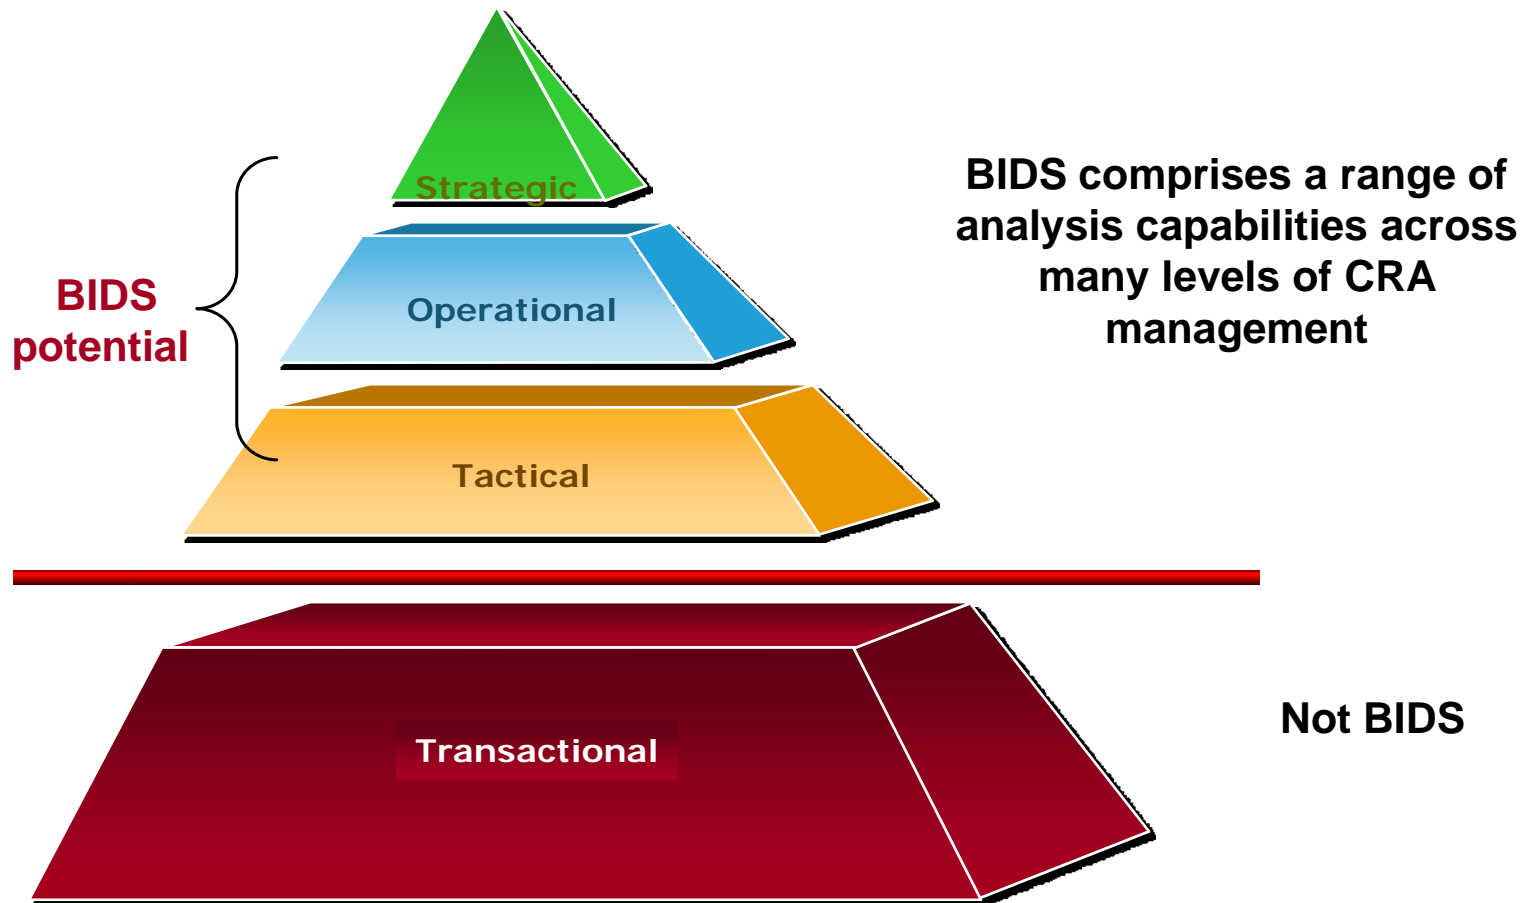 Strategic
BIDS comprises a range of
analysis capabilities across
many levels of CRA
management
BIDS
potential
Operational
Tactical
Transactional
Not BIDS